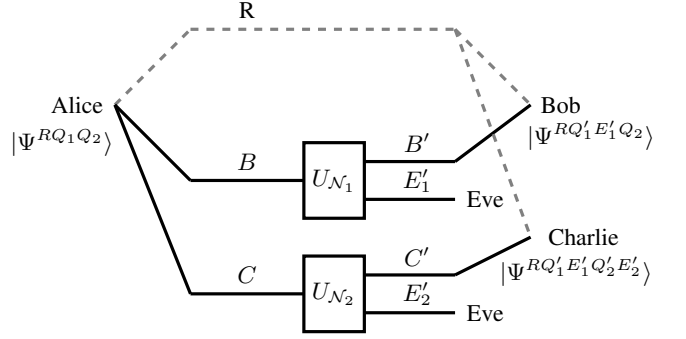 R
Alice
|Ψ^{RQ_1Q_2}⟩
Bob
|Ψ^{RQ'_1E'_1Q_2}⟩
B
U_{𝒩_1}
B'
E'_1
Eve
Charlie
|Ψ^{RQ'_1E'_1Q'_2E'_2}⟩
C
U_{𝒩_2}
C'
E'_2
Eve